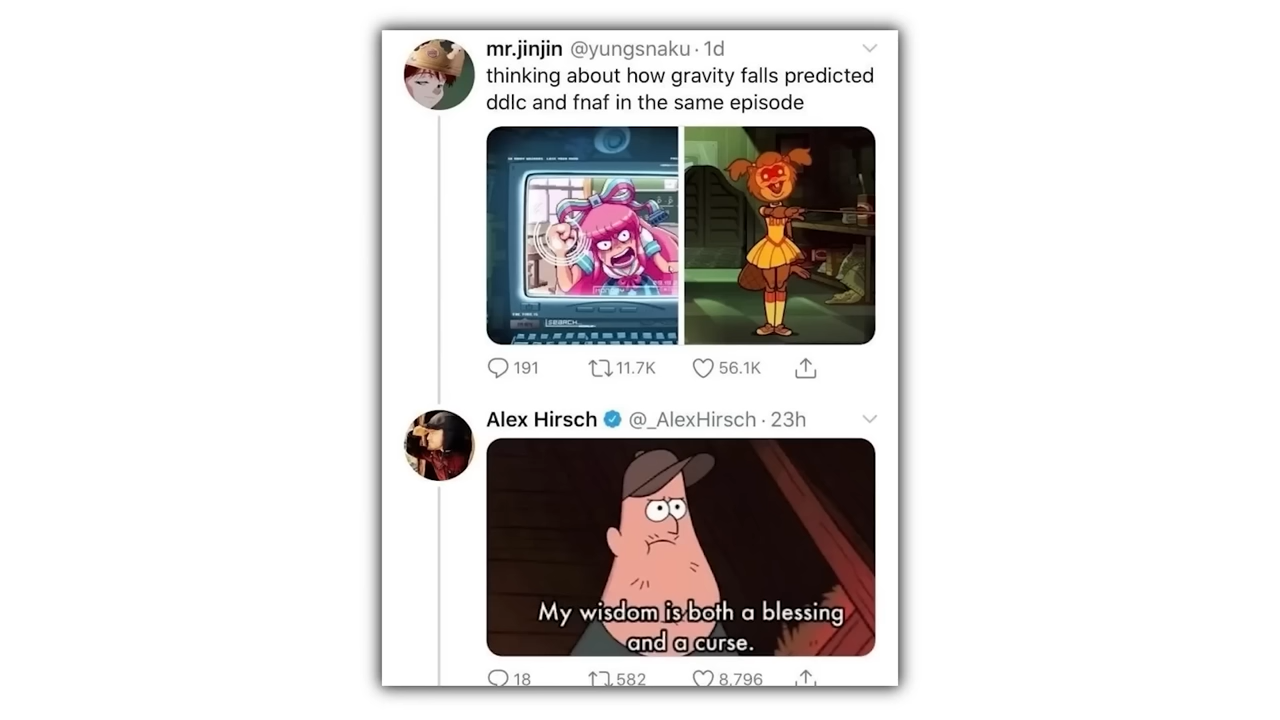 mr.jinjin @yungsnaku · 1d
thinking about how gravity falls predicted
ddlc and fnaf in the same episode
SEARCH...
191 11.7K 56.1K
Alex Hirsch @_AlexHirsch · 23h
My wisdom is both a blessing
and a curse.
18 582 8,796